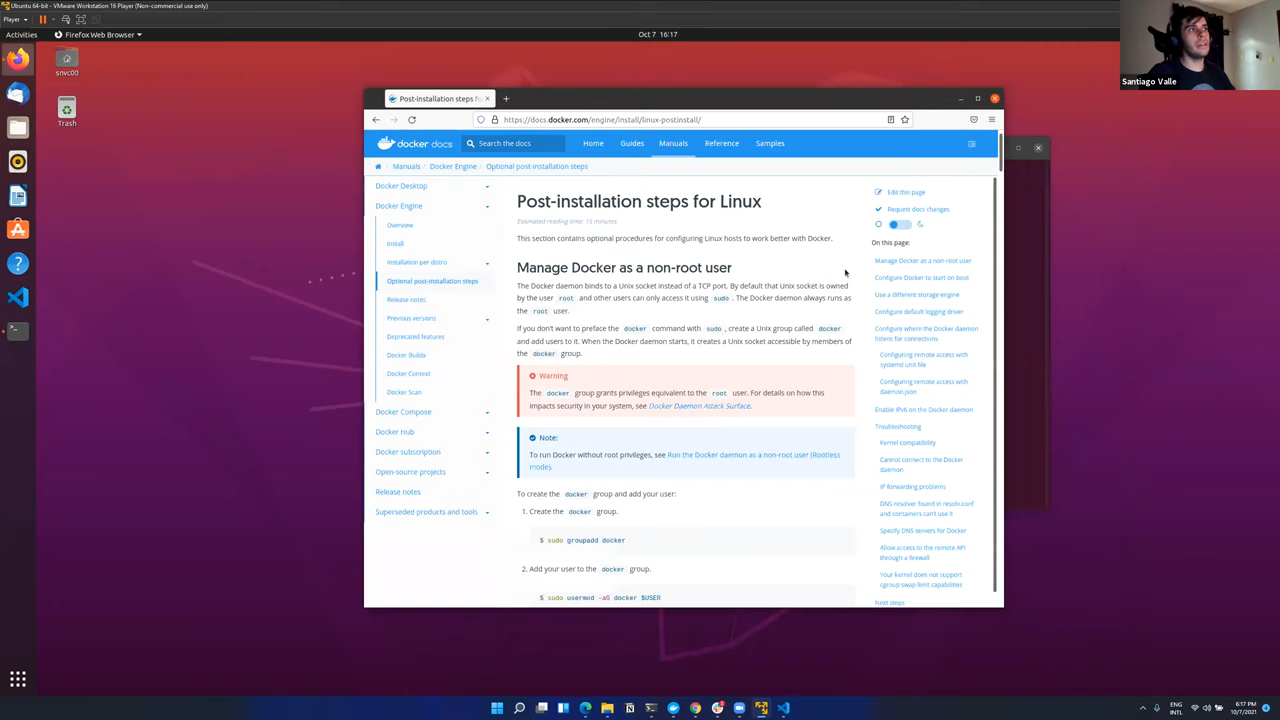 Ubuntu 64-bit - VMware Workstation 16 Player (Non-commercial use only)
Player
Activities
Firefox Web Browser
Oct 7 16:17
snvc00
Trash
Santiago Valle
Post-installation steps fo
https://docs.docker.com/engine/install/linux-postinstall/
docker docs
Search the docs
Home
Guides
Manuals
Reference
Samples
Manuals
Docker Engine
Optional post-installation steps
Docker Desktop
Docker Engine
Overview
Install
Installation per distro
Optional post-installation steps
Release notes
Previous versions
Deprecated features
Docker Buildx
Docker Context
Docker Scan
Docker Compose
Docker Hub
Docker subscription
Open-source projects
Release notes
Superseded products and tools
Post-installation steps for Linux
Estimated reading time: 15 minutes
This section contains optional procedures for configuring Linux hosts to work better with Docker.
Manage Docker as a non-root user
The Docker daemon binds to a Unix socket instead of a TCP port. By default that Unix socket is owned
by the user root and other users can only access it using sudo . The Docker daemon always runs as
the root user.
If you don't want to preface the docker command with sudo , create a Unix group called docker
and add users to it. When the Docker daemon starts, it creates a Unix socket accessible by members of
the docker group.
Warning
The docker group grants privileges equivalent to the root user. For details on how this
impacts security in your system, see Docker Daemon Attack Surface.
Note:
To run Docker without root privileges, see Run the Docker daemon as a non-root user (Rootless
mode).
To create the docker group and add your user:
1. Create the docker group.
$ sudo groupadd docker
2. Add your user to the docker group.
$ sudo usermod -aG docker $USER
Edit this page
Request docs changes
On this page:
Manage Docker as a non-root user
Configure Docker to start on boot
Use a different storage engine
Configure default logging driver
Configure where the Docker daemon
listens for connections
Configuring remote access with
systemd unit file
Configuring remote access with
daemon.json
Enable IPv6 on the Docker daemon
Troubleshooting
Kernel compatibility
Cannot connect to the Docker
daemon
IP forwarding problems
DNS resolver found in resolv.conf
and containers can't use it
Specify DNS servers for Docker
Allow access to the remote API
through a firewall
Your kernel does not support
cgroup swap limit capabilities
Next steps
ENG
INTL
6:17 PM
10/7/2021